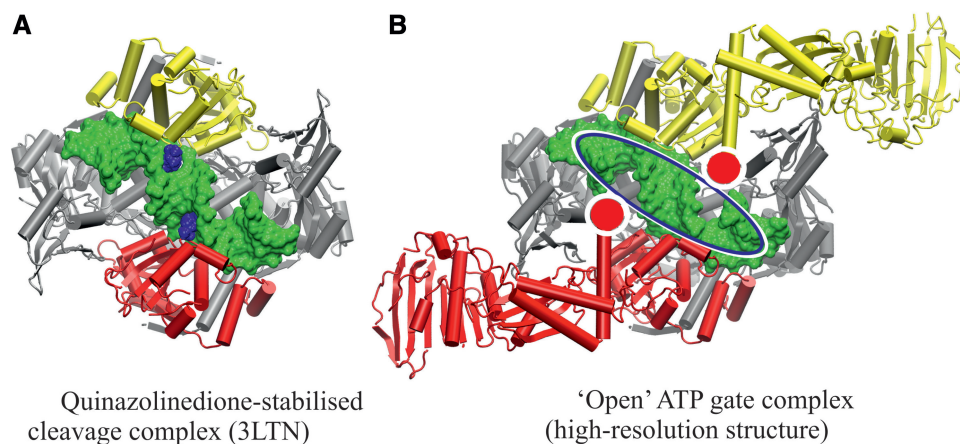 A
B
Quinazolinedione-stabilised
cleavage complex (3LTN)
‘Open’ ATP gate complex
(high-resolution structure)